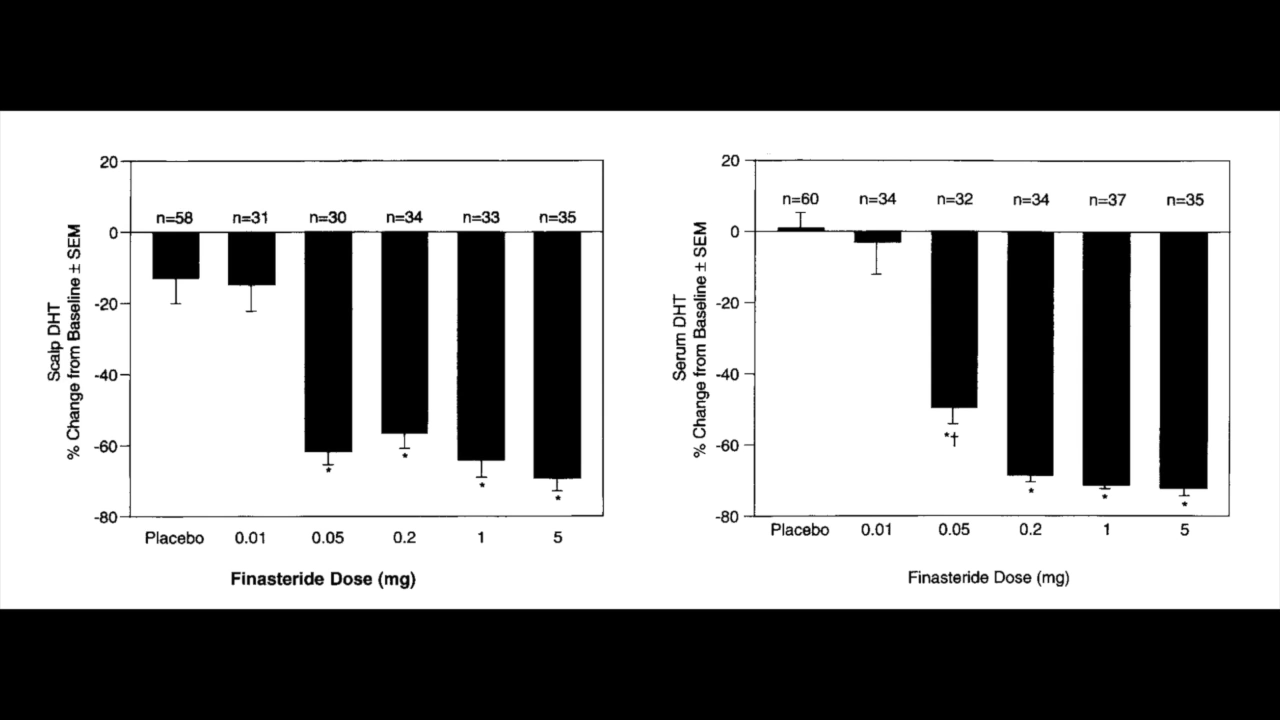 20
0
-20
-40
-60
-80
Scalp DHT
% Change from Baseline ± SEM
n=58 n=31 n=30 n=34 n=33 n=35
* * * *
Placebo 0.01 0.05 0.2 1 5
Finasteride Dose (mg)
20
0
-20
-40
-60
-80
Serum DHT
% Change from Baseline ± SEM
n=60 n=34 n=32 n=34 n=37 n=35
*† * * *
Placebo 0.01 0.05 0.2 1 5
Finasteride Dose (mg)